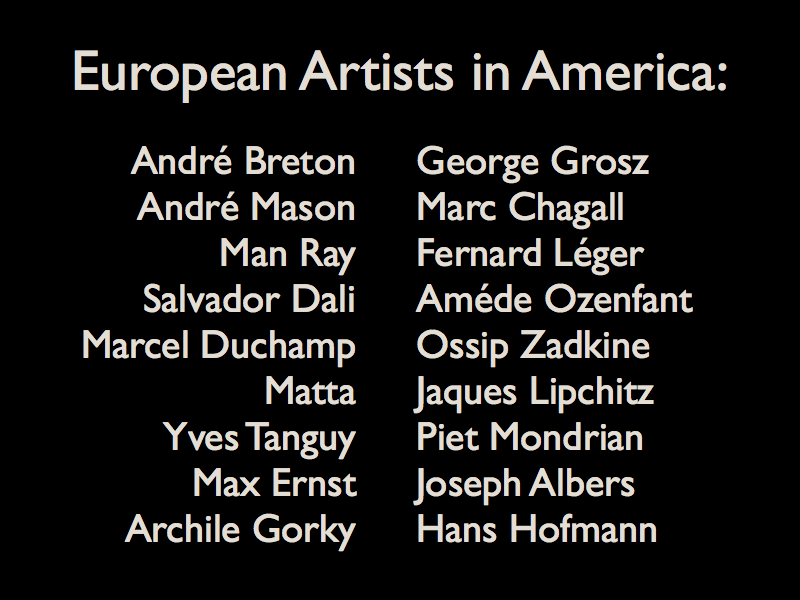 European Artists in America:
André Breton
André Mason
Man Ray
Salvador Dali
Marcel Duchamp
Matta
Yves Tanguy
Max Ernst
Archile Gorky
George Grosz
Marc Chagall
Fernard Léger
Améde Ozenfant
Ossip Zadkine
Jaques Lipchitz
Piet Mondrian
Joseph Albers
Hans Hofmann